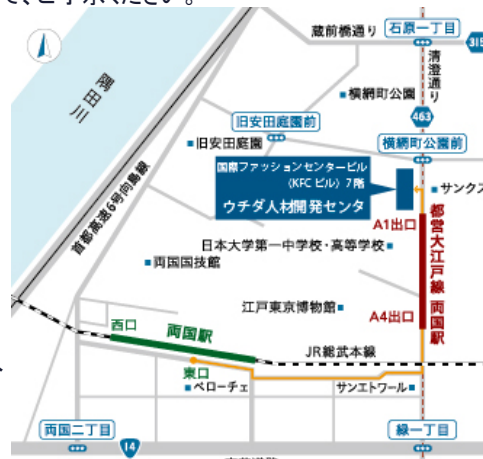 ご了承ください。
蔵前橋通り
石原一丁目
315
清澄通り
隅田川
横網町公園
463
旧安田庭園前
旧安田庭園
横網町公園前
国際ファッションセンタービル
(KFCビル) 7階
ウチダ人材開発センタ
サンクス
首都高速6号向島線
A1出口
都営大江戸線 両国駅
日本大学第一中学校・高等学校
両国国技館
江戸東京博物館
A4出口
西口
両国駅
JR総武本線
東口
ベローチェ
サンエトワール
両国二丁目
14
緑一丁目